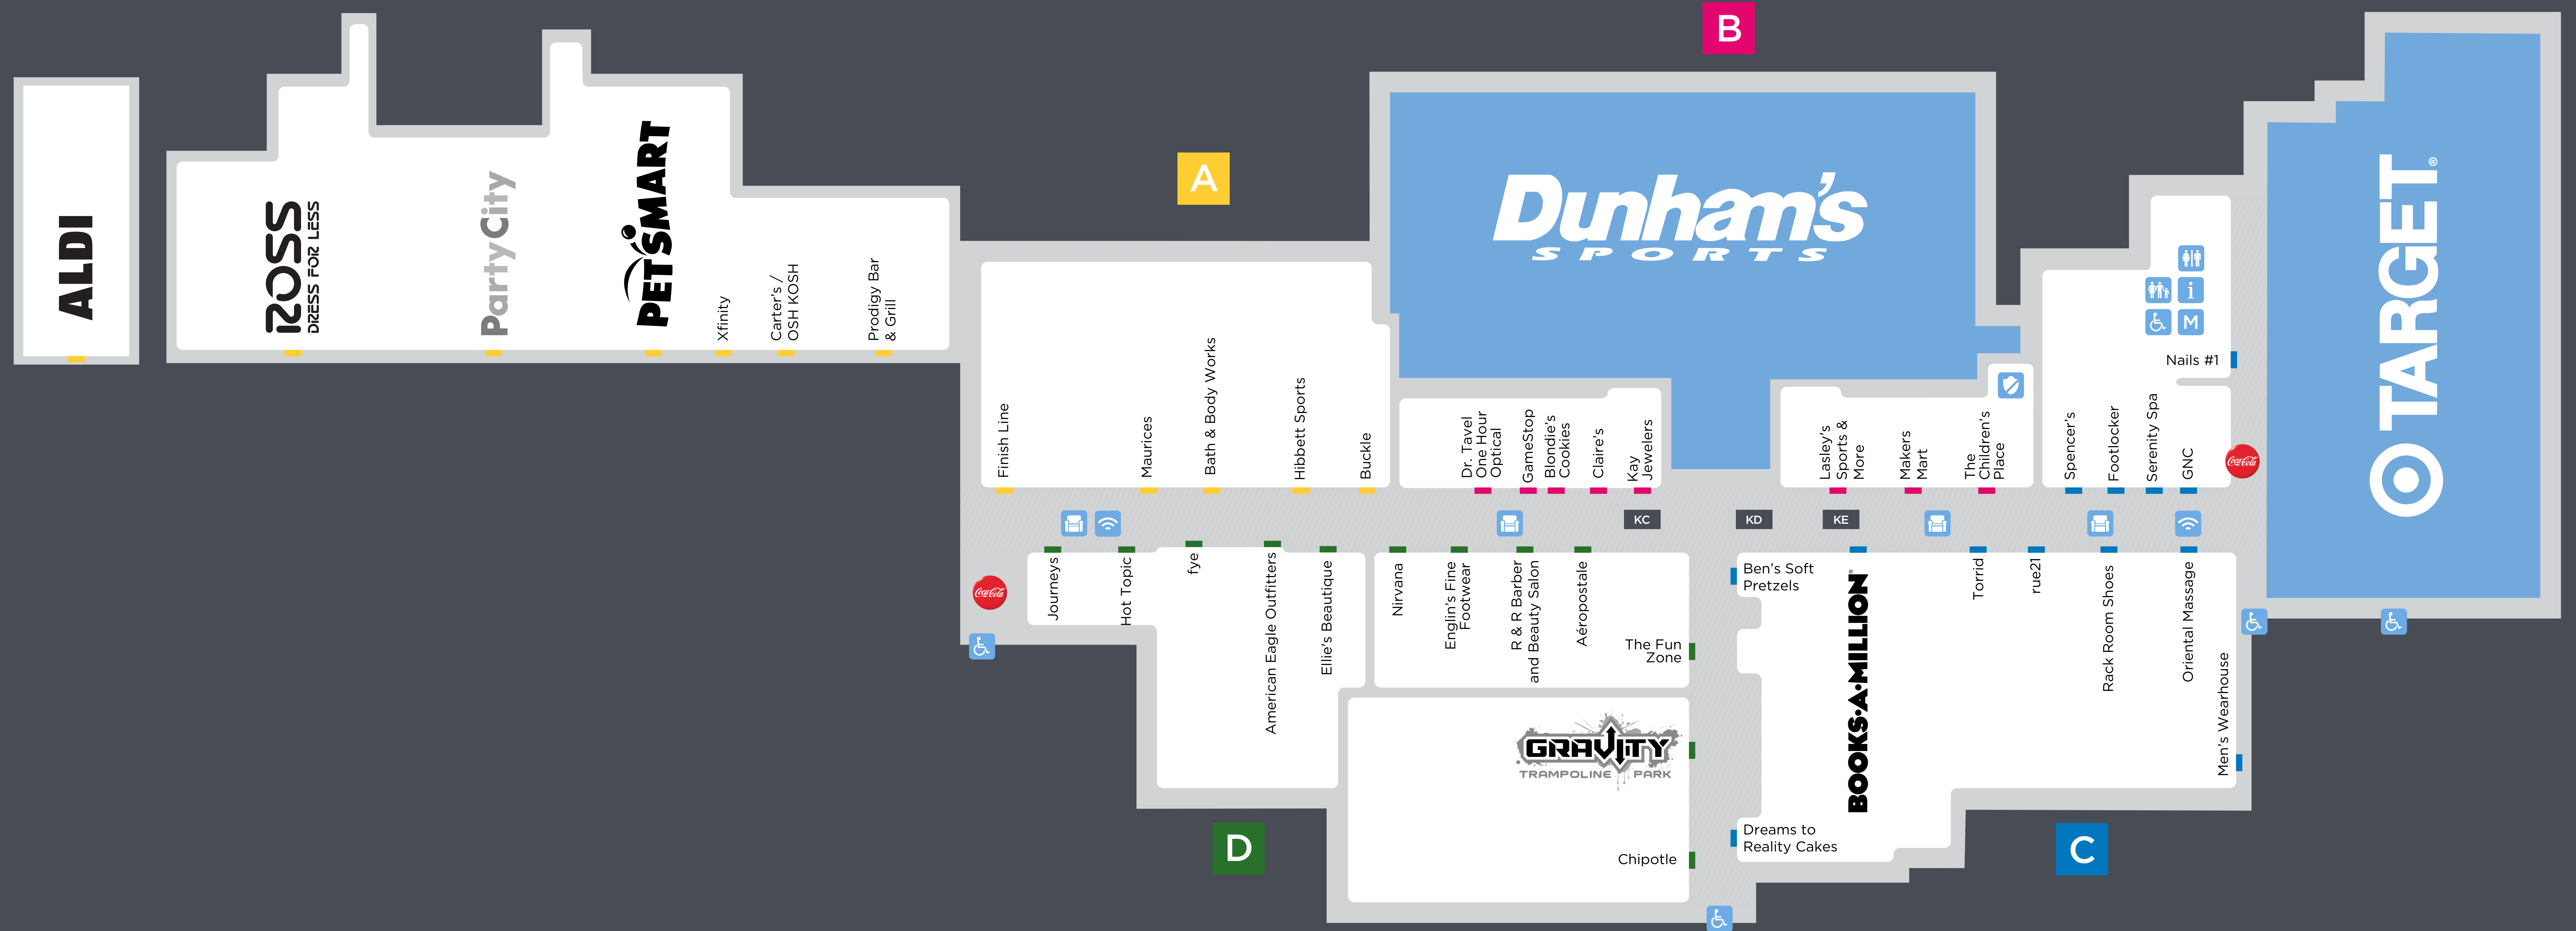 B
A
ALDI
ROSS
DRESS FOR LESS
PartyCity
PETSMART
Xfinity
Carter's /
OSH KOSH
Prodigy Bar
& Grill
Dunham's
SPORTS
TARGET®
i
M
Nails #1
Finish Line
Maurices
Bath & Body Works
Hibbett Sports
Buckle
Dr. Tavel
One Hour
Optical
GameStop
Blondie's
Cookies
Claire's
Kay
Jewelers
Lasley's
Sports &
More
Makers
Mart
The
Children's
Place
Spencer's
Footlocker
Serenity Spa
GNC
Coca-Cola
KC
KD
KE
Coca-Cola
Journeys
Hot Topic
fye
American Eagle Outfitters
Ellie's Beautique
Nirvana
Englin's Fine
Footwear
R & R Barber
and Beauty Salon
Aéropostale
The Fun
Zone
Ben's Soft
Pretzels
BOOKS•A•MILLION®
Torrid
rue21
Rack Room Shoes
Oriental Massage
Men's Wearhouse
GRAVITY
TRAMPOLINE PARK
Chipotle
Dreams to
Reality Cakes
D
C